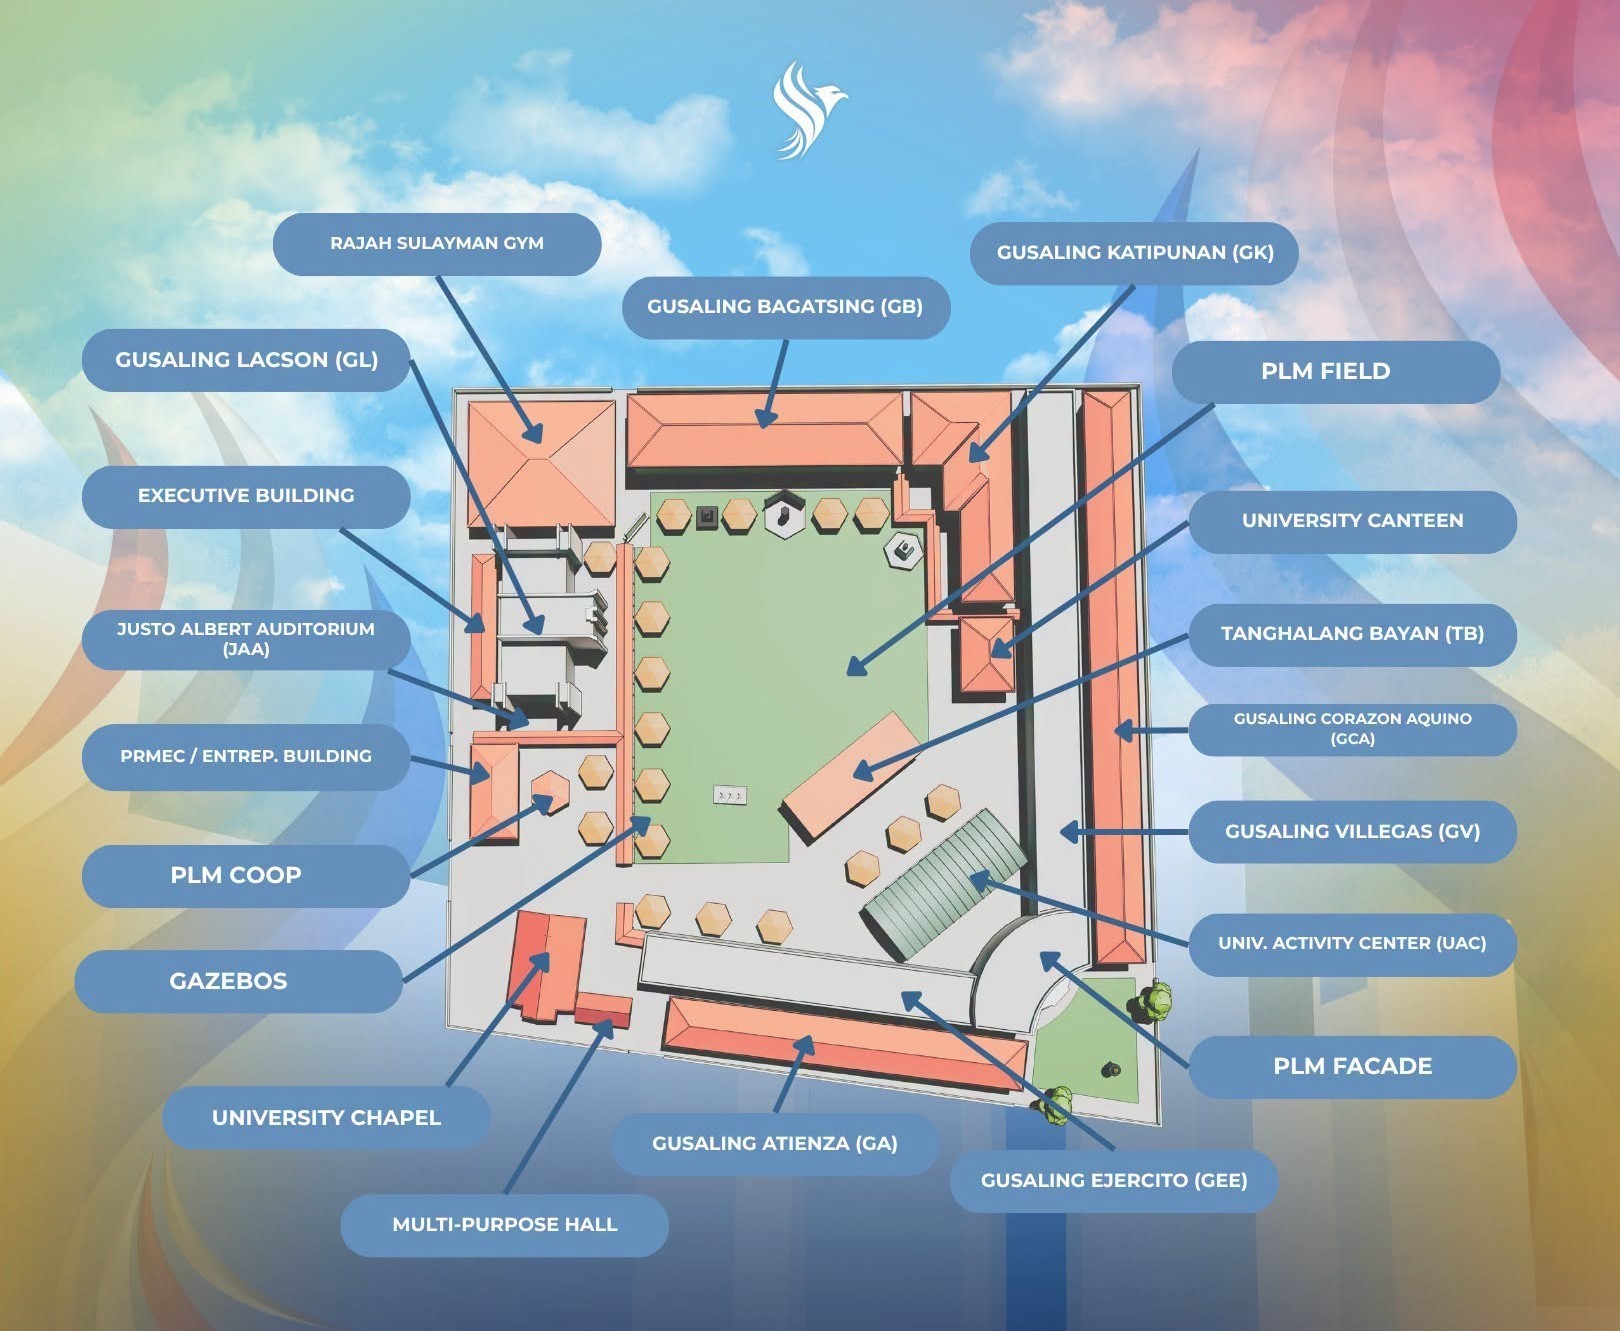 RAJAH SULAYMAN GYM
GUSALING KATIPUNAN (GK)
GUSALING BAGATSING (GB)
GUSALING LACSON (GL)
PLM FIELD
EXECUTIVE BUILDING
UNIVERSITY CANTEEN
JUSTO ALBERT AUDITORIUM
(JAA)
TANGHALANG BAYAN (TB)
GUSALING CORAZON AQUINO
(GCA)
PRMEC / ENTREP. BUILDING
GUSALING VILLEGAS (GV)
PLM COOP
UNIV. ACTIVITY CENTER (UAC)
GAZEBOS
PLM FACADE
UNIVERSITY CHAPEL
GUSALING ATIENZA (GA)
GUSALING EJERCITO (GEE)
MULTI-PURPOSE HALL